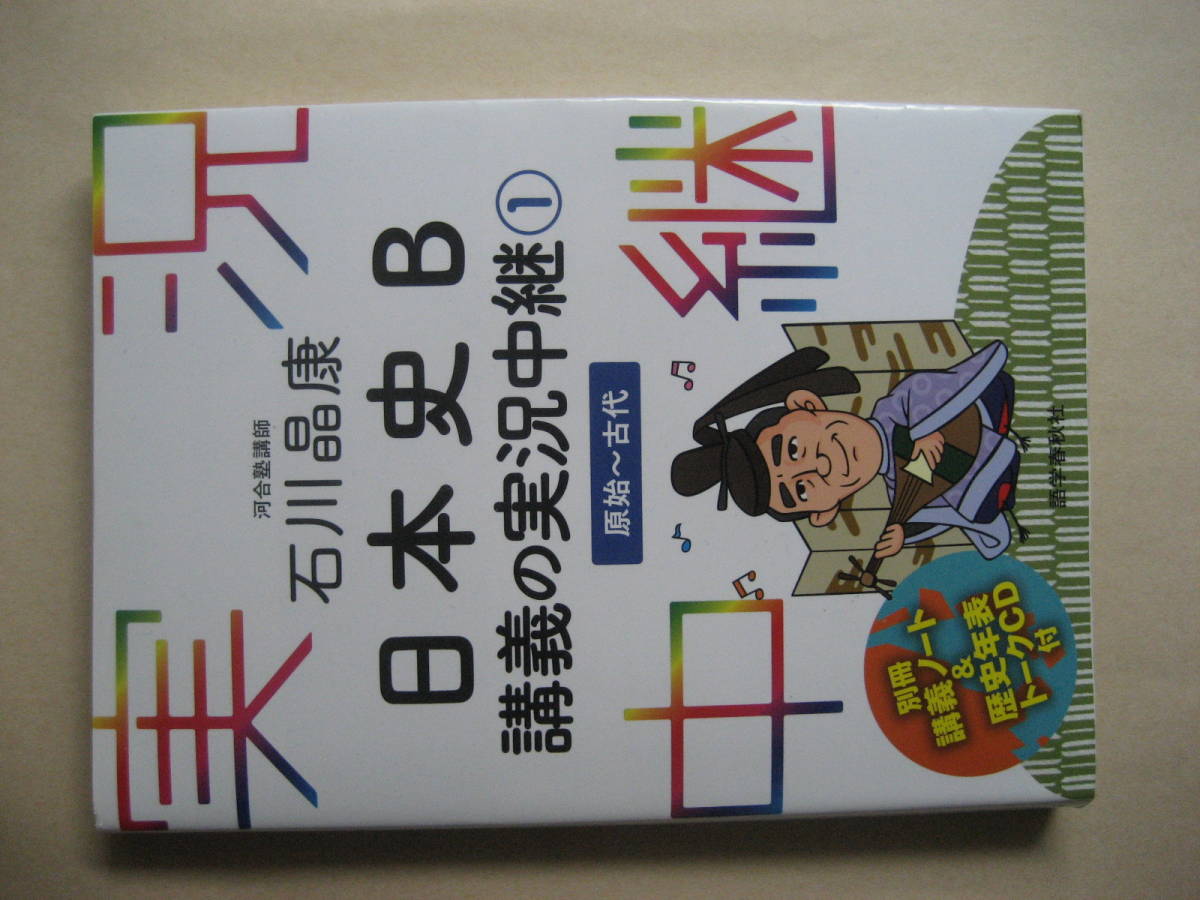 実況
河合塾講師
石川晶康
日本史B
講義の実況中継①
原始～古代
中継
別冊
講義ノート
&
歴史年表
トークCD
付
語学春秋社